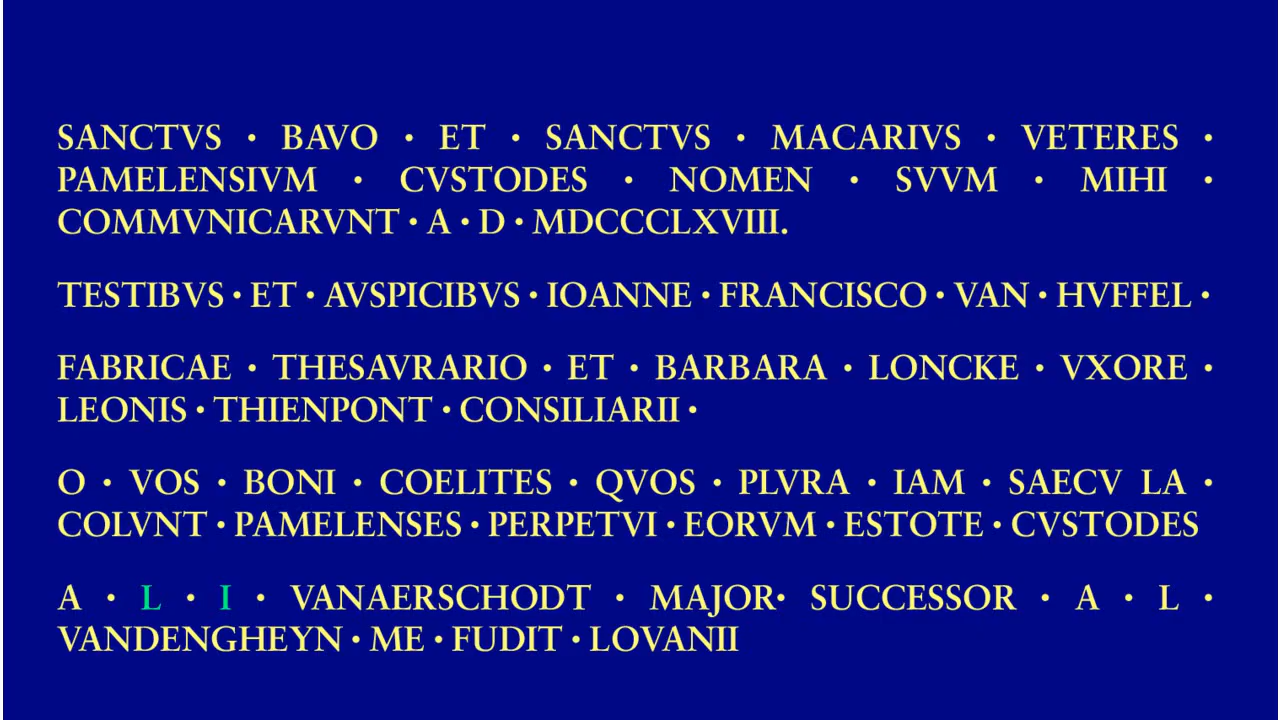 SANCTVS · BAVO · ET · SANCTVS · MACARIVS · VETERES ·
PAMELENSIVM · CVSTODES · NOMEN · SVVM · MIHI ·
COMMVNICARVNT · A · D · MDCCCLXVIII.
TESTIBVS · ET · AVSPICIBVS · IOANNE · FRANCISCO · VAN · HVFFEL ·
FABRICAE · THESAVRARIO · ET · BARBARA · LONCKE · VXORE ·
LEONIS · THIENPONT · CONSILIARII ·
O · VOS · BONI · COELITES · QVOS · PLVRA · IAM · SAECV LA ·
COLVNT · PAMELENSES · PERPETVI · EORVM · ESTOTE · CVSTODES
A · L · I · VANAERSCHODT · MAJOR· SUCCESSOR · A · L ·
VANDENGHEYN · ME · FUDIT · LOVANII